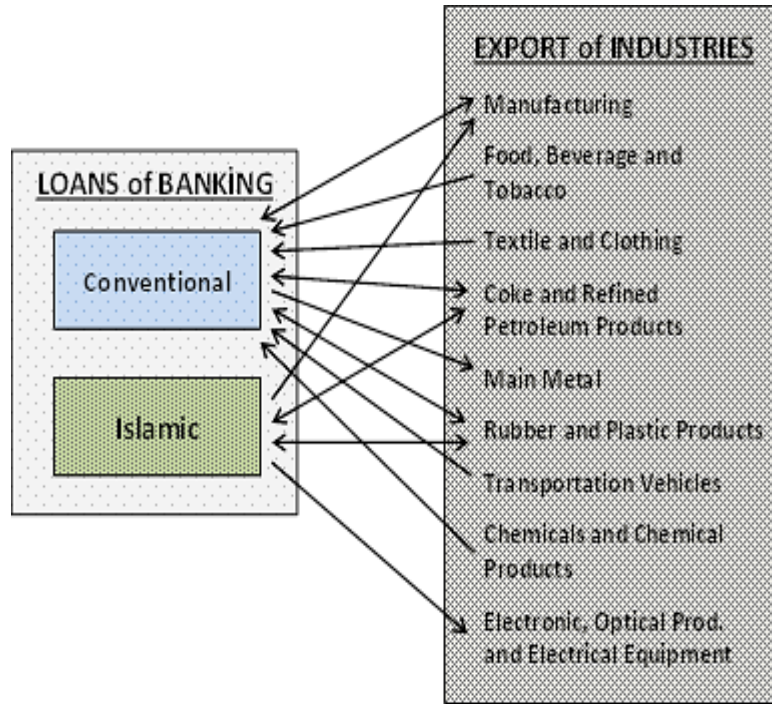 LOANS of BANKİNG
Conventional
Islamic
EXPORT of INDUSTRIES
Manufacturing
Food, Beverage and
Tobacco
Textile and Clothing
Coke and Refined
Petroleum Products
Main Metal
Rubber and Plastic Products
Transportation Vehicles
Chemicals and Chemical
Products
Electronic, Optical Prod.
and Electrical Equipment